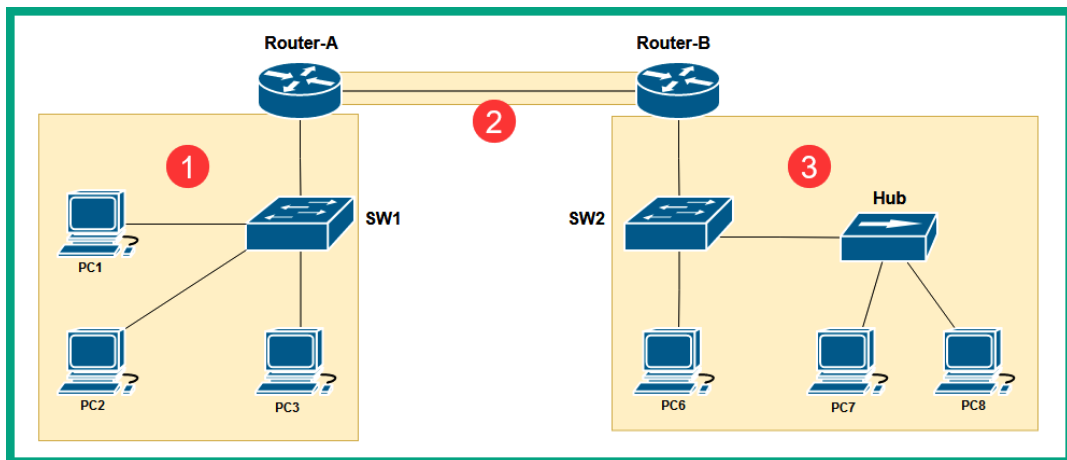 Router-A
Router-B
2
1
3
Hub
SW1
SW2
PC1
PC2
PC3
PC6
PC7
PC8